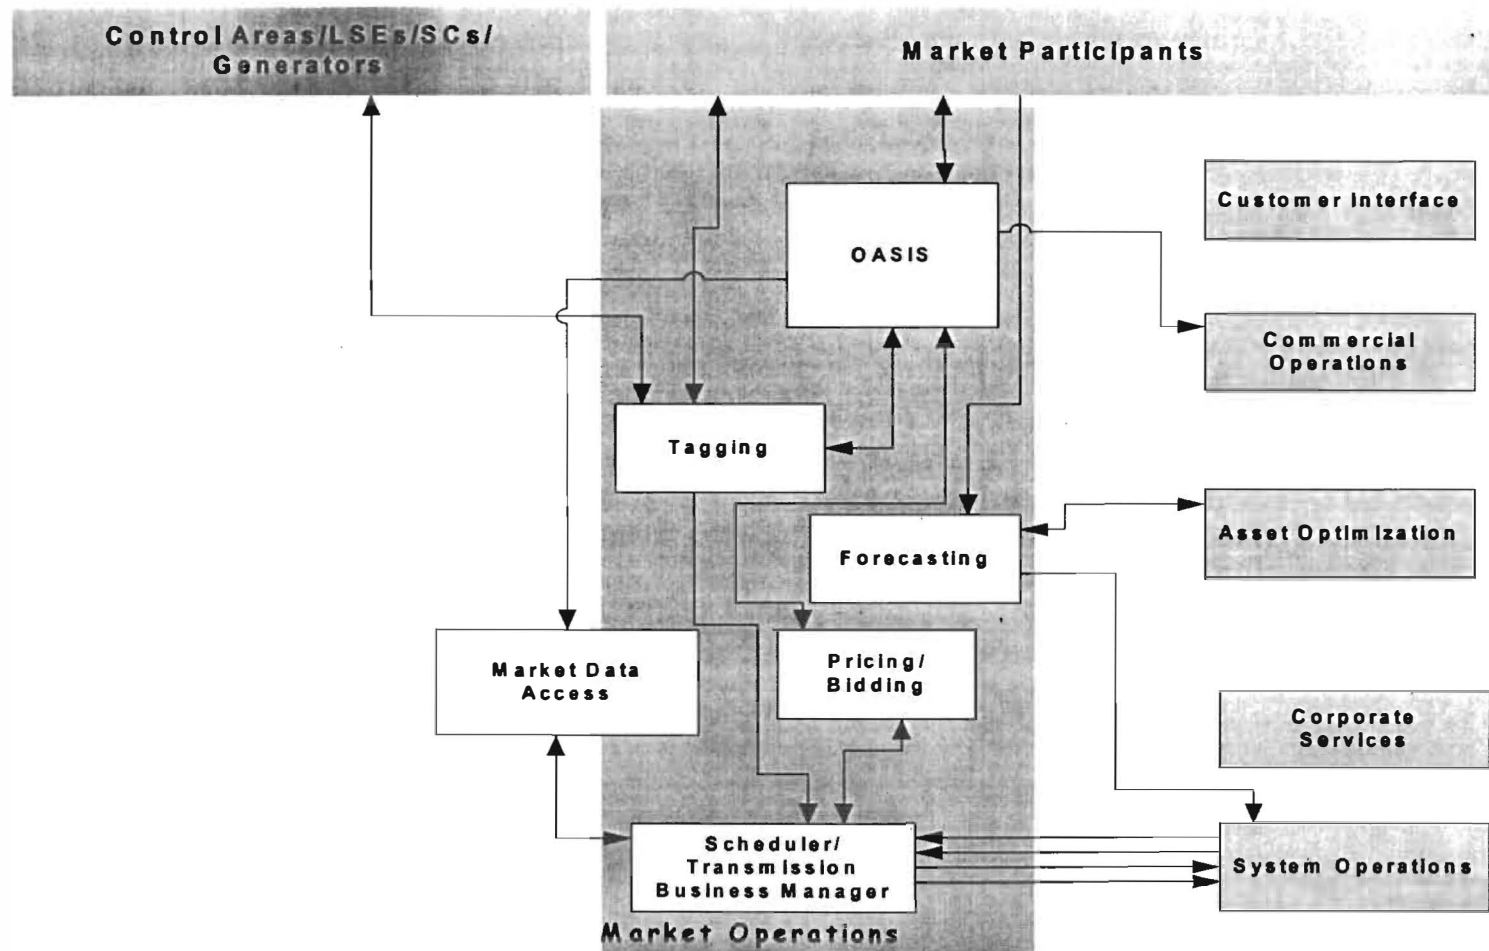 Control Areas/LSEs/SCs/
Generators
Market Participants
Customer Interface
OASIS
Commercial
Operations
Tagging
Forecasting
Asset Optimization
Market Data
Access
Pricing/
Bidding
Corporate
Services
Scheduler/
Transmission
Business Manager
System Operations
Market Operations